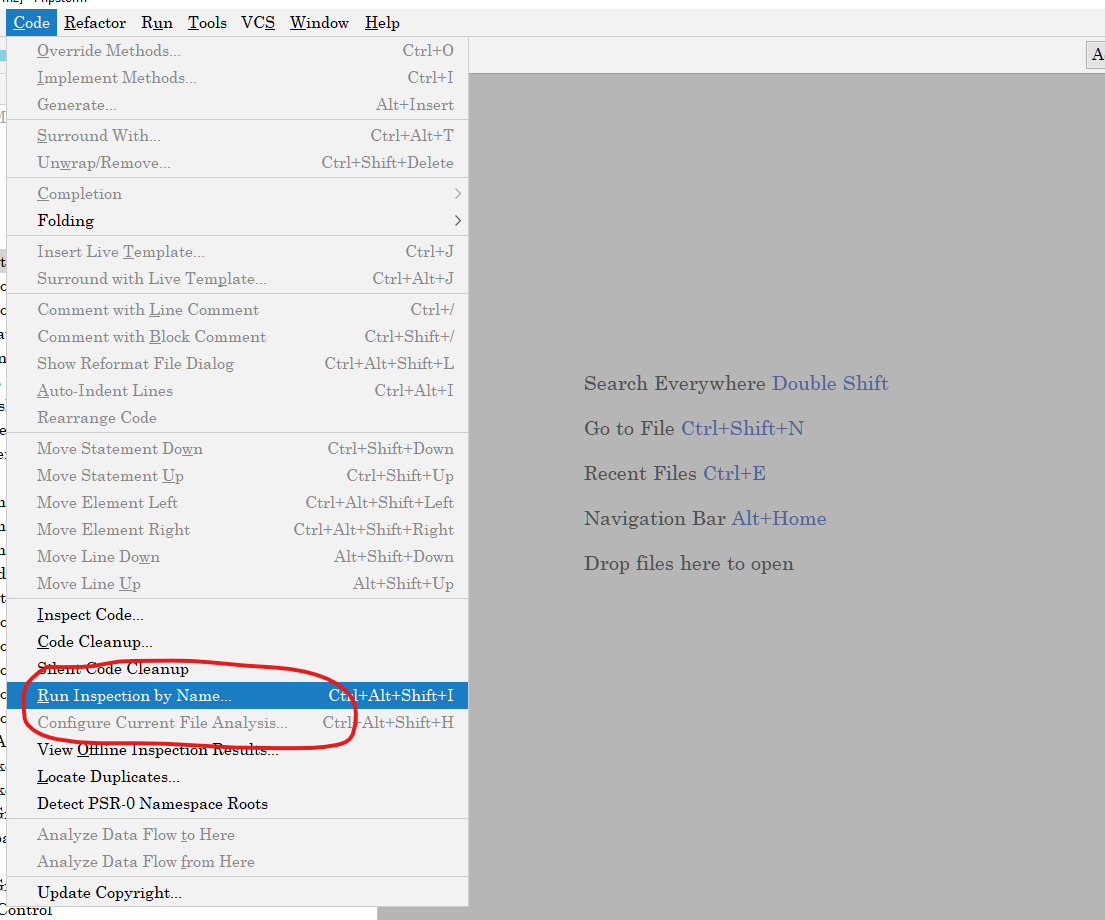 Code Refactor Run Tools VCS Window Help
Override Methods... Ctrl+O
Implement Methods... Ctrl+I
Generate... Alt+Insert
Surround With... Ctrl+Alt+T
Unwrap/Remove... Ctrl+Shift+Delete
Completion
Folding
Insert Live Template... Ctrl+J
Surround with Live Template... Ctrl+Alt+J
Comment with Line Comment Ctrl+/
Comment with Block Comment Ctrl+Shift+/
Show Reformat File Dialog Ctrl+Alt+Shift+L
Auto-Indent Lines Ctrl+Alt+I
Rearrange Code
Move Statement Down Ctrl+Shift+Down
Move Statement Up Ctrl+Shift+Up
Move Element Left Ctrl+Alt+Shift+Left
Move Element Right Ctrl+Alt+Shift+Right
Move Line Down Alt+Shift+Down
Move Line Up Alt+Shift+Up
Inspect Code...
Code Cleanup...
Silent Code Cleanup
Run Inspection by Name... Ctrl+Alt+Shift+I
Configure Current File Analysis... Ctrl+Alt+Shift+H
View Offline Inspection Results...
Locate Duplicates...
Detect PSR-0 Namespace Roots
Analyze Data Flow to Here
Analyze Data Flow from Here
Update Copyright...
Control
Search Everywhere Double Shift
Go to File Ctrl+Shift+N
Recent Files Ctrl+E
Navigation Bar Alt+Home
Drop files here to open